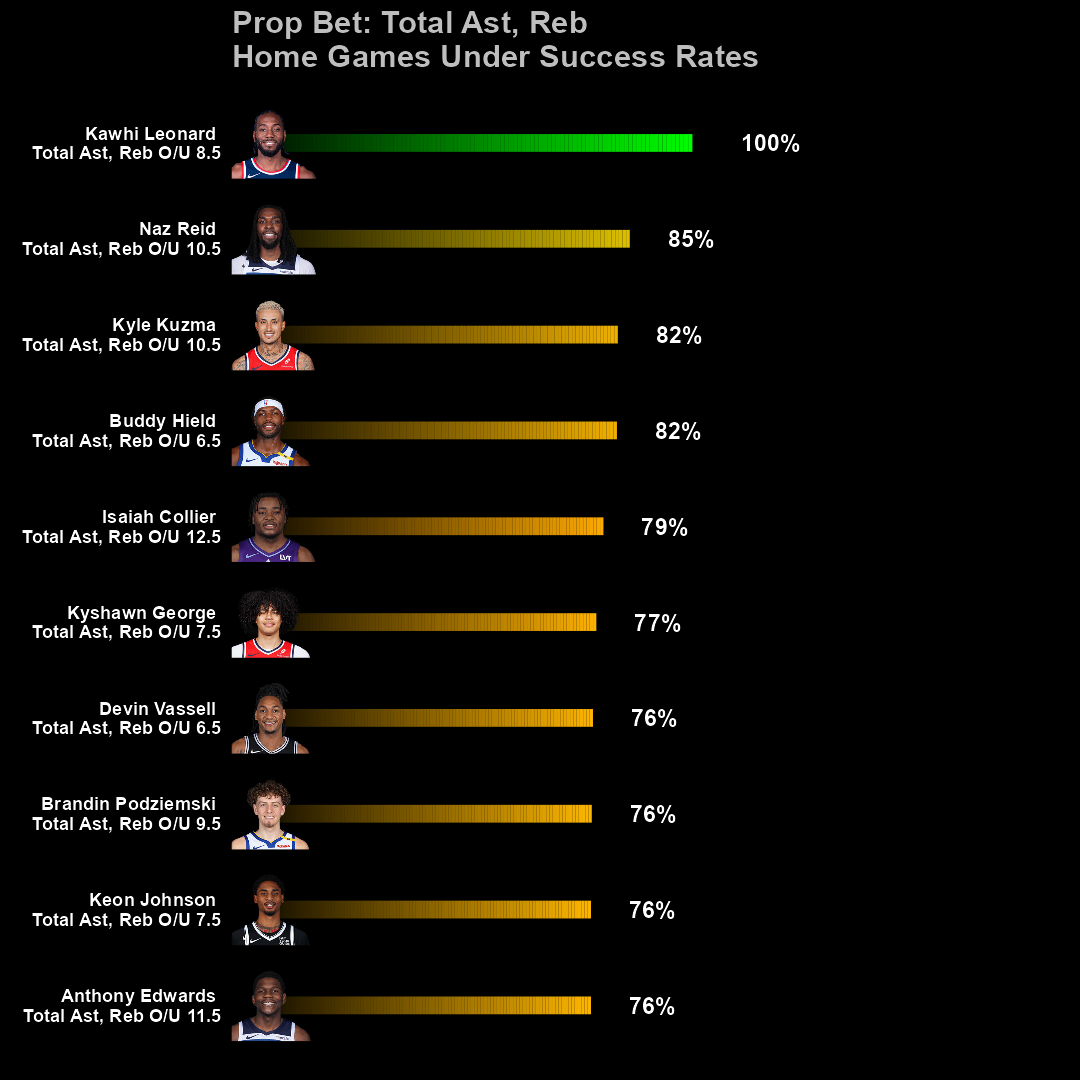 Prop Bet: Total Ast, Reb
Home Games Under Success Rates
Kawhi Leonard
Total Ast, Reb O/U 8.5
100%
Naz Reid
Total Ast, Reb O/U 10.5
85%
Kyle Kuzma
Total Ast, Reb O/U 10.5
82%
Buddy Hield
Total Ast, Reb O/U 6.5
82%
Isaiah Collier
Total Ast, Reb O/U 12.5
79%
Kyshawn George
Total Ast, Reb O/U 7.5
77%
Devin Vassell
Total Ast, Reb O/U 6.5
76%
Brandin Podziemski
Total Ast, Reb O/U 9.5
76%
Keon Johnson
Total Ast, Reb O/U 7.5
76%
Anthony Edwards
Total Ast, Reb O/U 11.5
76%